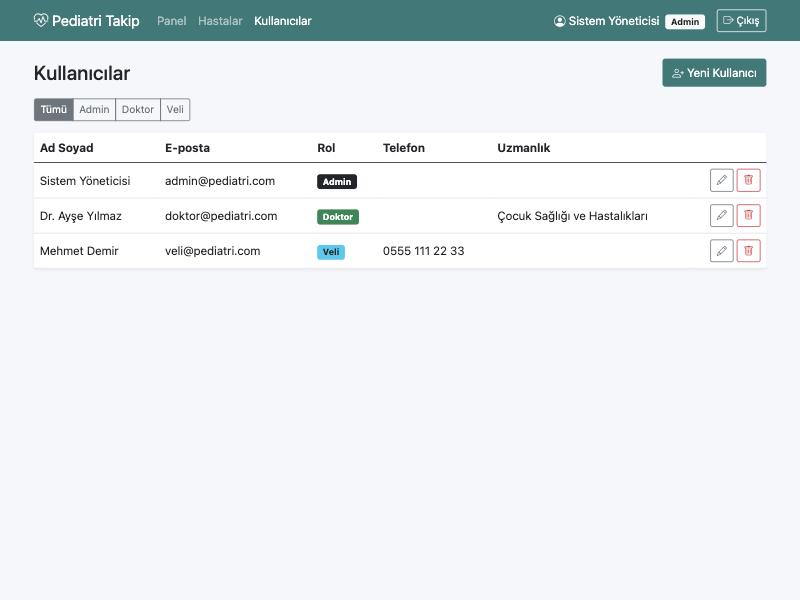 Pediatri Takip Panel Hastalar Kullanıcılar Sistem Yöneticisi Admin Çıkış
Kullanıcılar Yeni Kullanıcı
Tümü Admin Doktor Veli
Ad Soyad E-posta Rol Telefon Uzmanlık
Sistem Yöneticisi admin@pediatri.com Admin
Dr. Ayşe Yılmaz doktor@pediatri.com Doktor Çocuk Sağlığı ve Hastalıkları
Mehmet Demir veli@pediatri.com Veli 0555 111 22 33